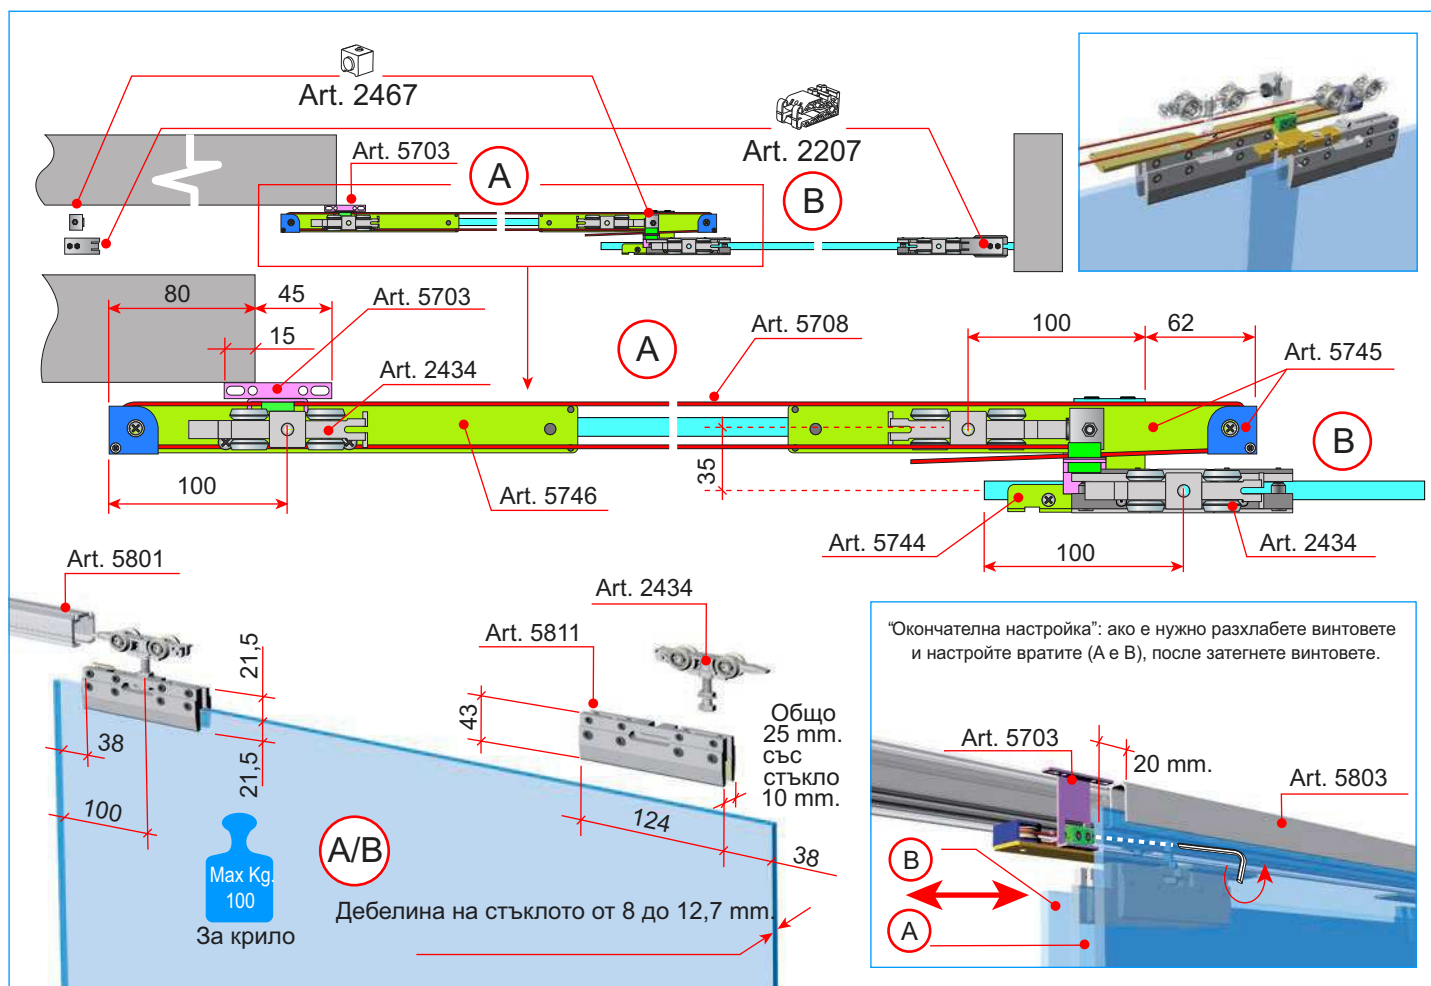 Art. 2467
Art. 2207
Art. 5703
A
B
80
45
Art. 5703
15
Art. 2434
A
Art. 5708
100
62
Art. 5745
B
35
100
Art. 5746
Art. 5744
100
Art. 2434
Art. 5801
21,5
21,5
38
100
Art. 2434
Art. 5811
43
Общо
25 mm.
със
стъкло
10 mm.
124
38
A/B
Max Kg.
100
За крило
Дебелина на стъклото от 8 до 12,7 mm.
“Окончателна настройка”: ако е нужно разхлабете винтовете
и настройте вратите (А е В), после затегнете винтовете.
Art. 5703
20 mm.
Art. 5803
B
A